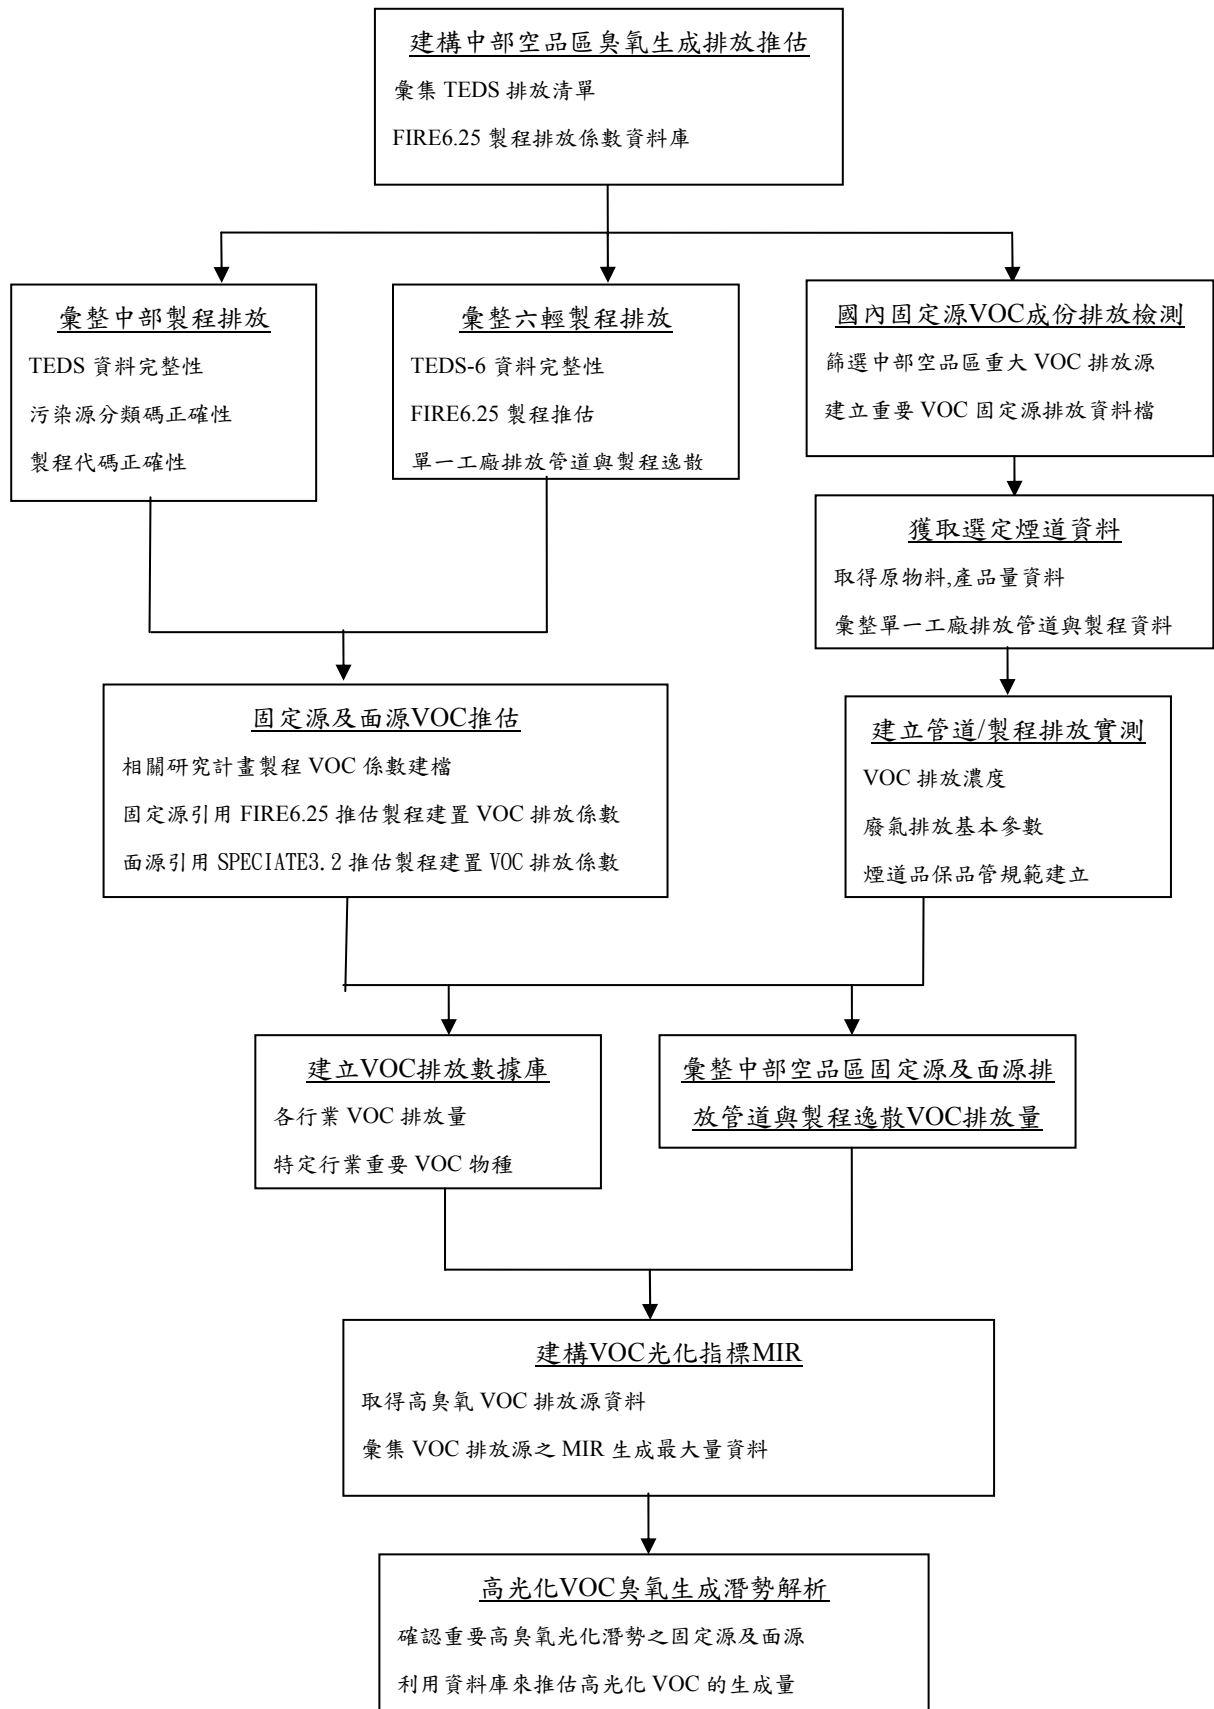 建構中部空品區臭氧生成排放推估
彙集 TEDS 排放清單
FIRE6.25 製程排放係數資料庫
彙整中部製程排放
TEDS 資料完整性
污染源分類碼正確性
製程代碼正確性
彙整六輕製程排放
TEDS-6 資料完整性
FIRE6.25 製程推估
單一工廠排放管道與製程逸散
國內固定源VOC成份排放檢測
篩選中部空品區重大 VOC 排放源
建立重要 VOC 固定源排放資料檔
獲取選定煙道資料
取得原物料,產品量資料
彙整單一工廠排放管道與製程資料
固定源及面源VOC推估
相關研究計畫製程 VOC 係數建檔
固定源引用 FIRE6.25 推估製程建置 VOC 排放係數
面源引用 SPECIATE3.2 推估製程建置 VOC 排放係數
建立管道/製程排放實測
VOC 排放濃度
廢氣排放基本參數
煙道品保品管規範建立
建立VOC排放數據庫
各行業 VOC 排放量
特定行業重要 VOC 物種
彙整中部空品區固定源及面源排
放管道與製程逸散VOC排放量
建構VOC光化指標MIR
取得高臭氧 VOC 排放源資料
彙集 VOC 排放源之 MIR 生成最大量資料
高光化VOC臭氧生成潛勢解析
確認重要高臭氧光化潛勢之固定源及面源
利用資料庫來推估高光化 VOC 的生成量